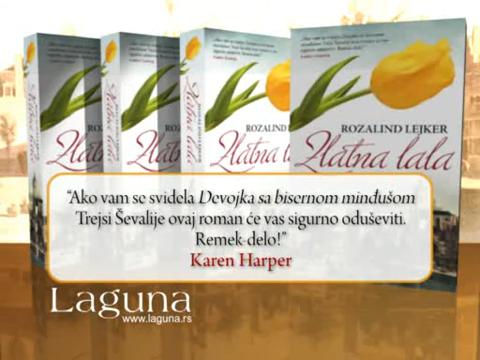 ROZALIND LEJKER
Zlatna lala
“Ako vam se svidela Devojka sa bisernom minđušom
Trejsi Ševalije ovaj roman će vas sigurno oduševiti.
Remek-delo!”
Karen Harper
Laguna
www.laguna.rs